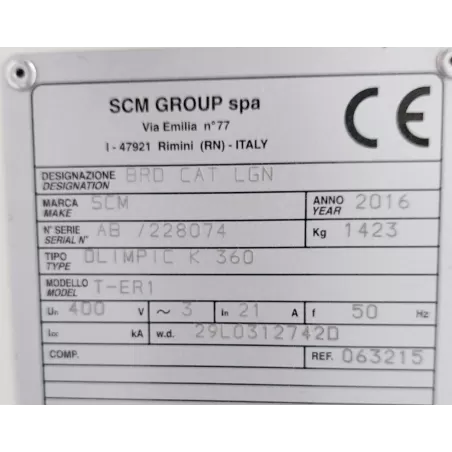 SCM GROUP spa
Via Emilia n°77
I - 47921 Rimini (RN) - ITALY
CE
DESIGNAZIONE DESIGNATION BRD CAT LGN
MARCA MAKE SCM ANNO YEAR 2016
N° SERIE SERIAL N° AB /228074 Kg 1423
TIPO TYPE OLIMPIC K 360
MODELLO MODEL T-ER1
Un 400 V ~ 3 In 21 A f 50 Hz
Icc kA w.d. 29L0312742D
COMP. REF. 063215